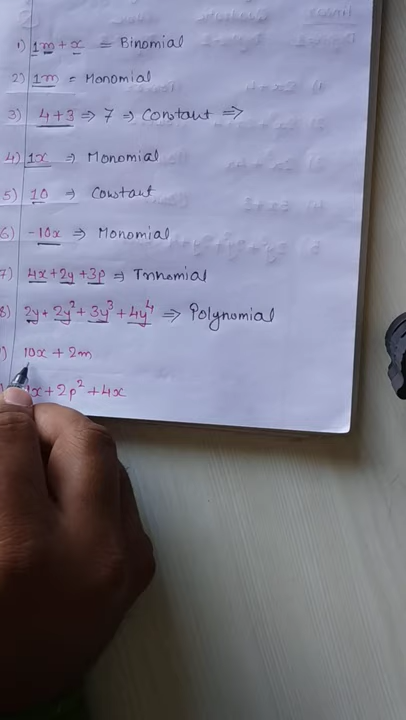 1) 1m + x = Binomial
2) 1m = Monomial
3) 4+3 ⇒ 7 ⇒ Constant ⇒
4) 1x ⇒ Monomial
5) 10 ⇒ Constant
6) -10x ⇒ Monomial
7) 4x + 2y + 3p ⇒ Trinomial
8) 2y + 2y² + 3y³ + 4y⁴ ⇒ Polynomial
) 10x + 2m
x + 2p² + 4x